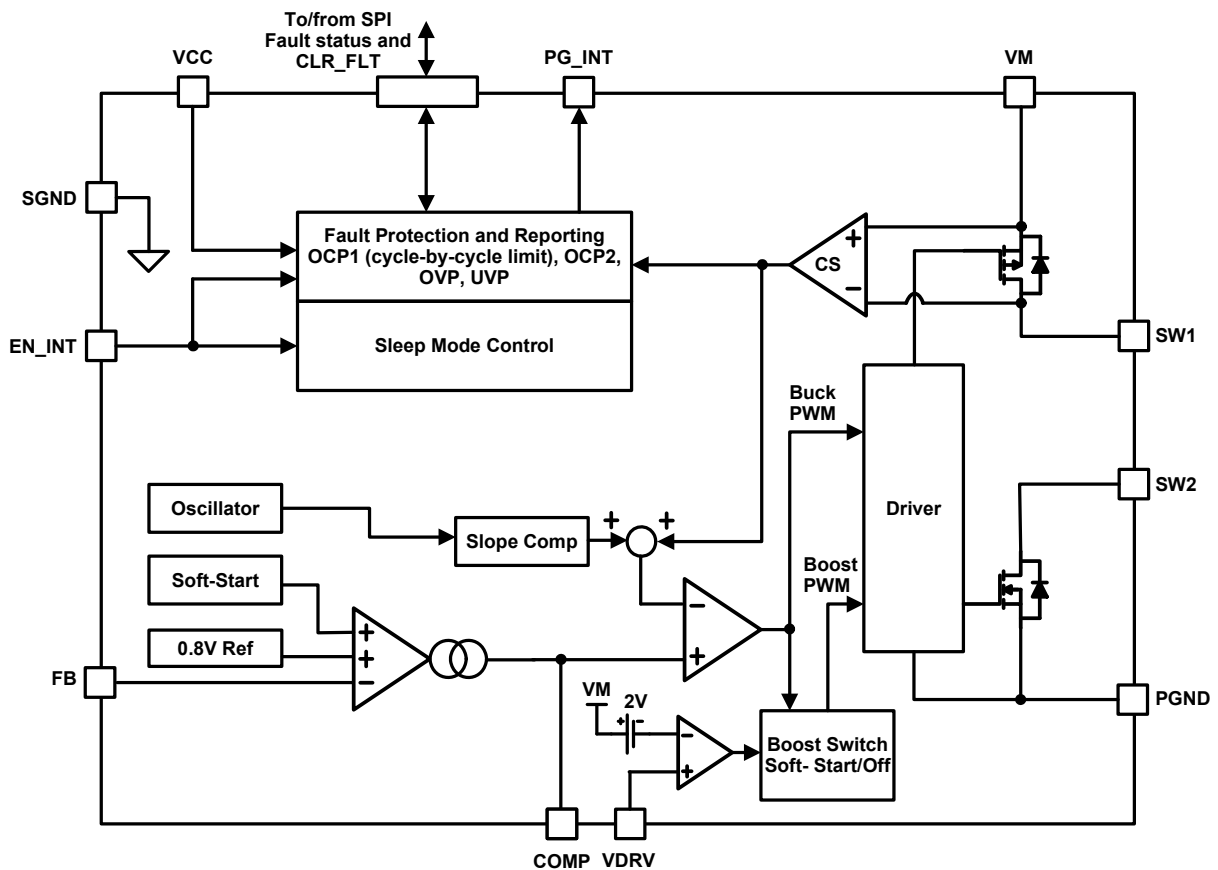 To/from SPI
Fault status and
CLR_FLT
VCC
PG_INT
VM
SGND
Fault Protection and Reporting
OCP1 (cycle-by-cycle limit), OCP2,
OVP, UVP
+
CS
−
EN_INT
Sleep Mode Control
SW1
Buck
PWM
SW2
Oscillator
Driver
+
+
Slope Comp
Boost
PWM
Soft-Start
−
+
0.8V Ref
+
+
−
FB
PGND
VM
2V
+
-
−
+
Boost Switch
Soft- Start/Off
COMP
VDRV